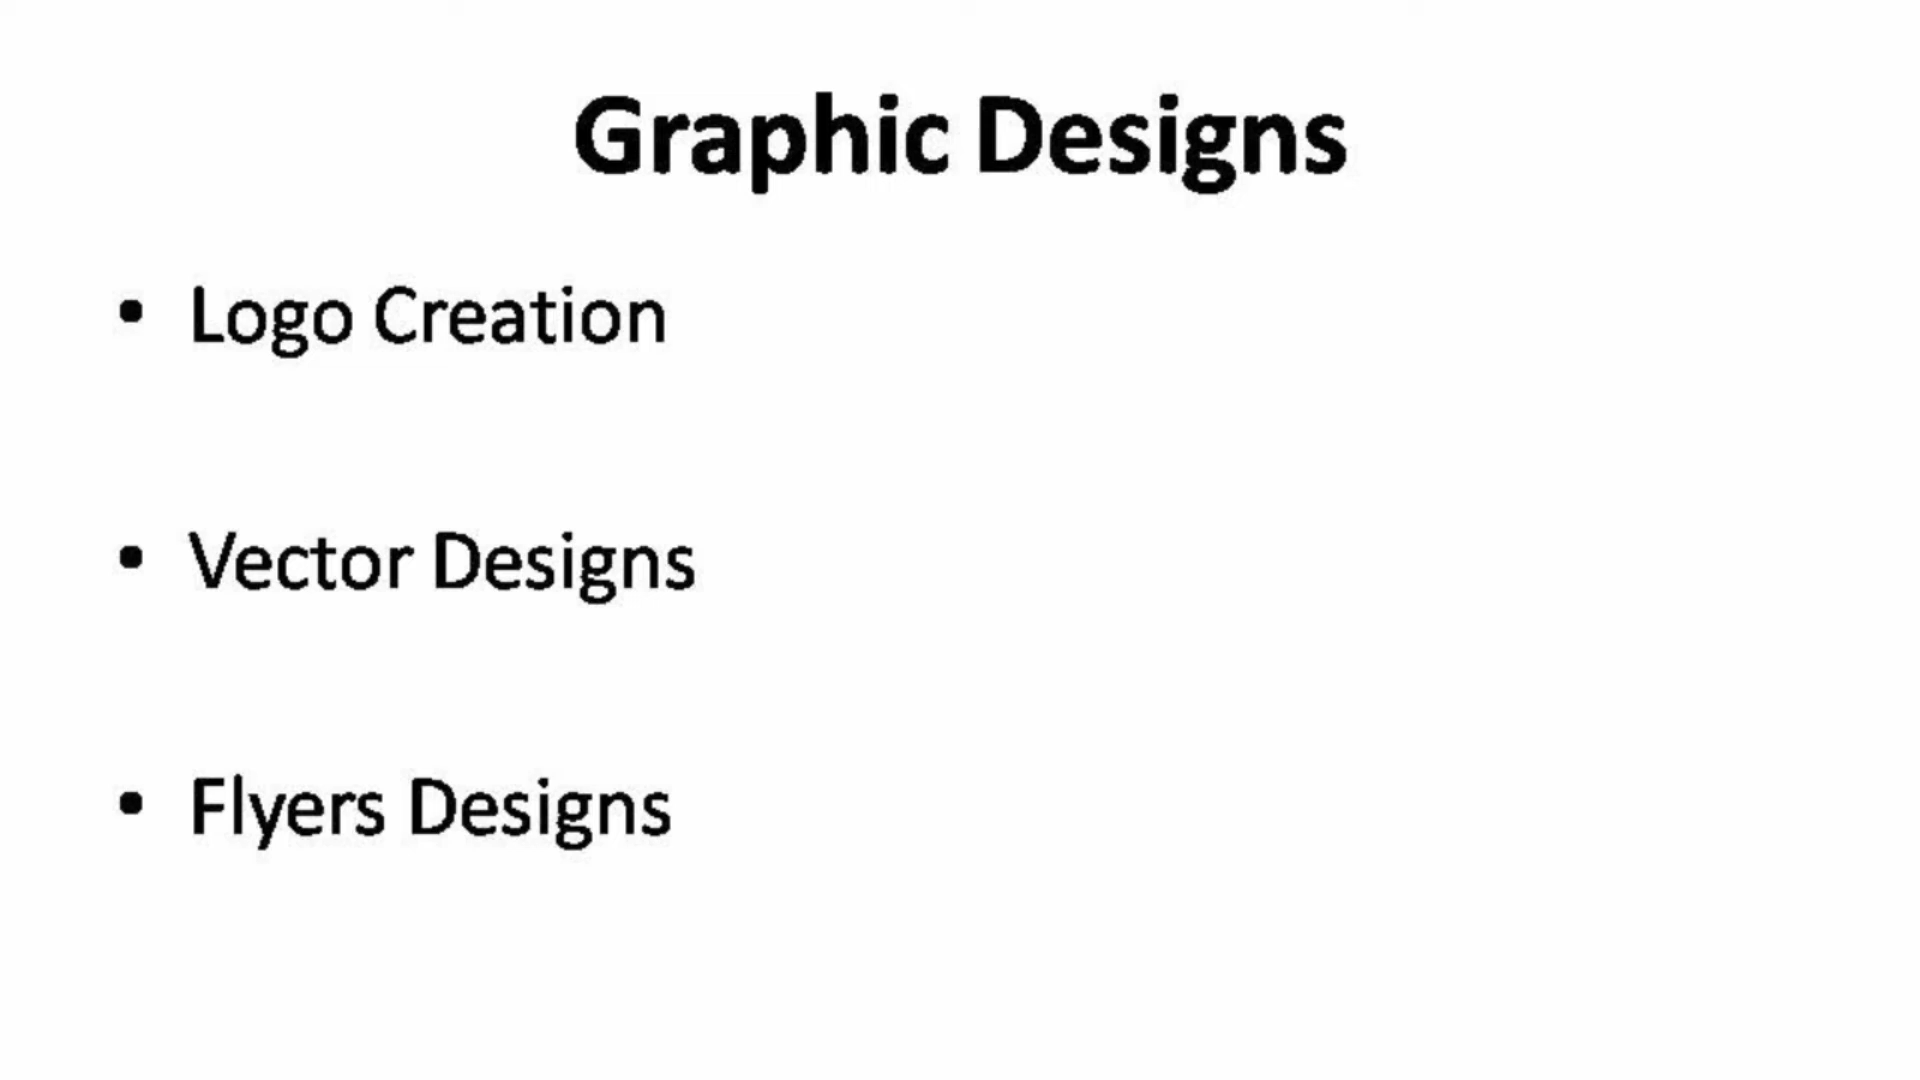 Graphic Designs
• Logo Creation
• Vector Designs
• Flyers Designs